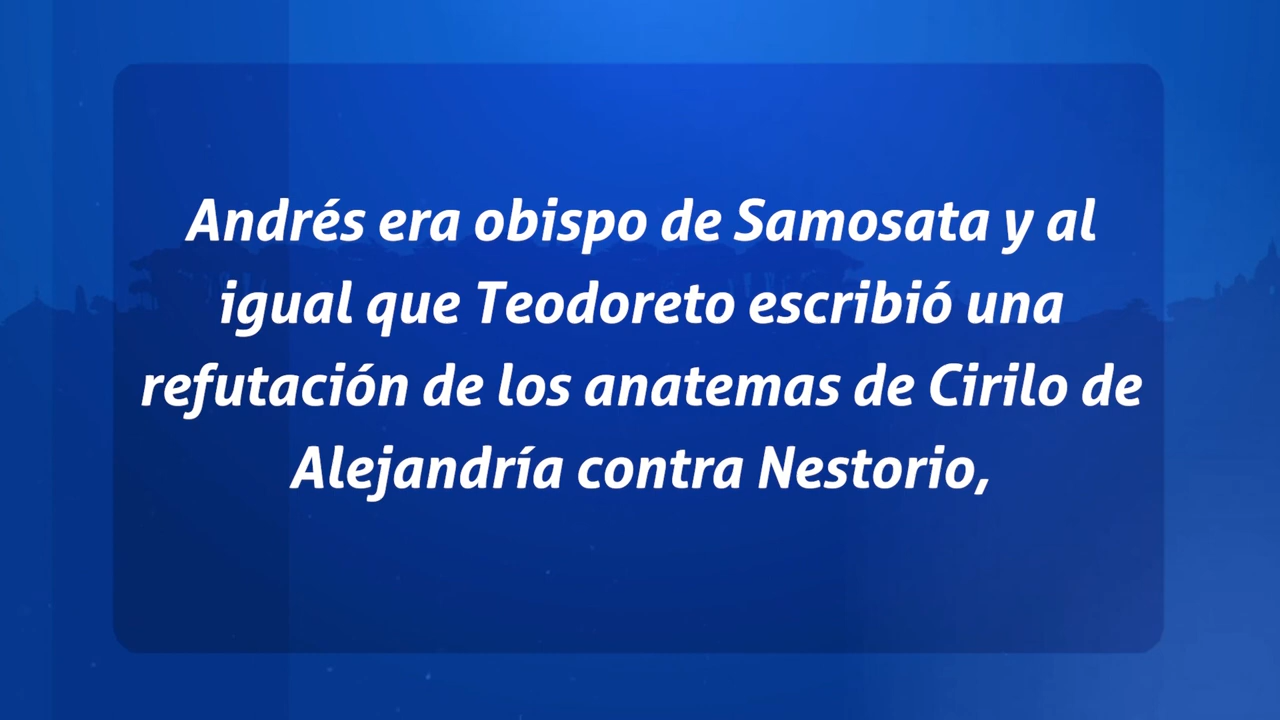 Andrés era obispo de Samosata y al
igual que Teodoreto escribió una
refutación de los anatemas de Cirilo de
Alejandría contra Nestorio,